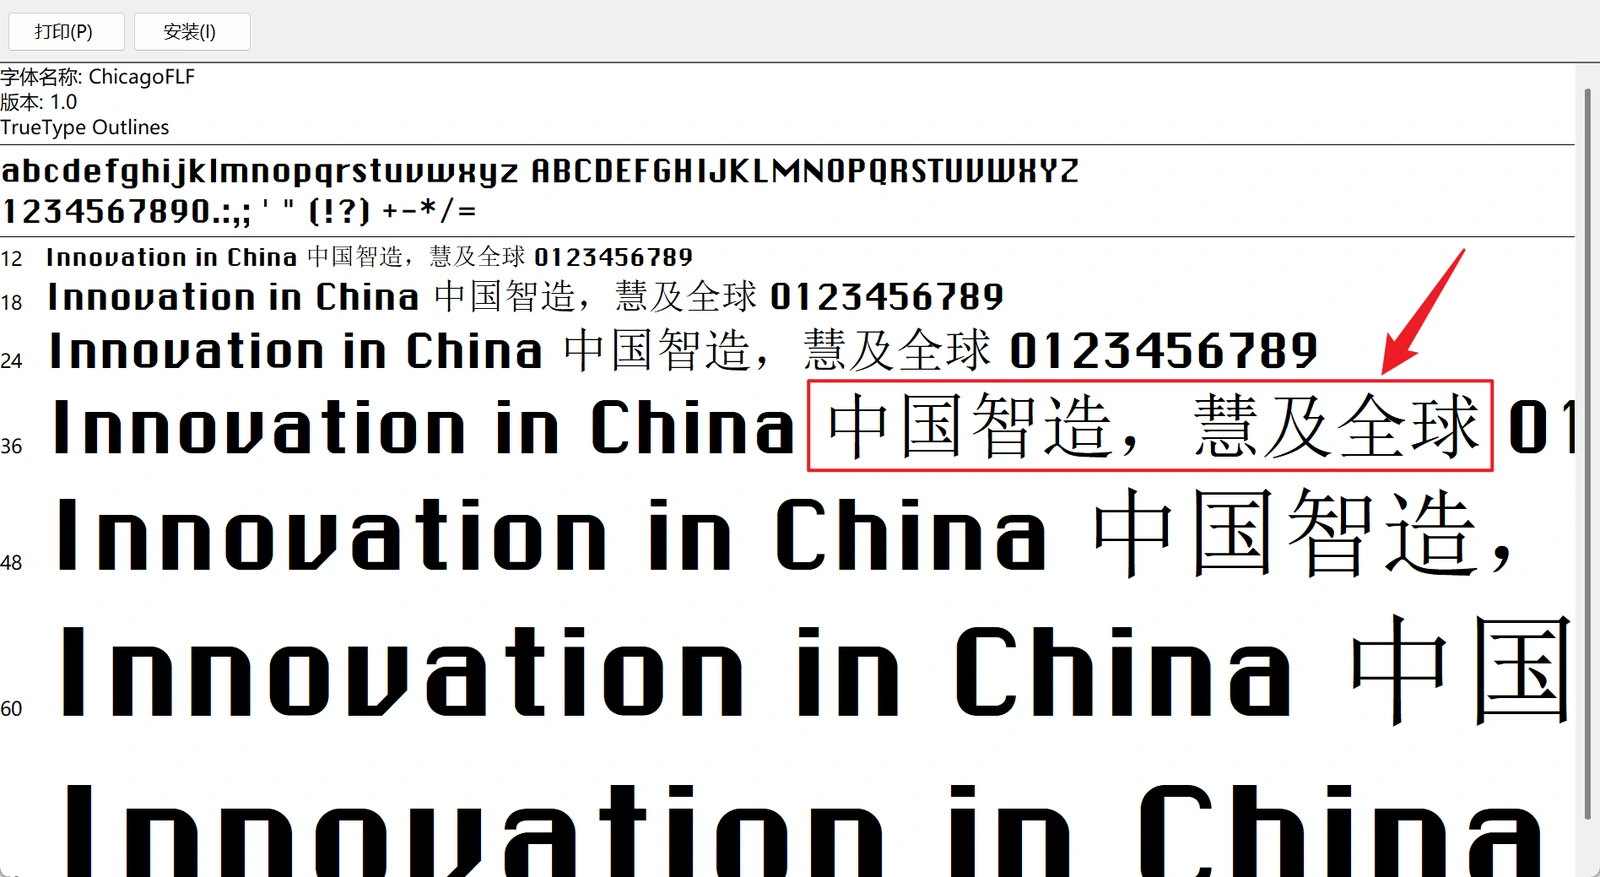 打印(P) 安装(I)
字体名称: ChicagoFLF
版本: 1.0
TrueType Outlines
abcdefghijklmnopqrstuvwxyz ABCDEFGHIJKLMNOPQRSTUVWXYZ
1234567890.:,; ' " (!?) +-*/=
12 Innovation in China 中国智造，慧及全球 0123456789
18 Innovation in China 中国智造，慧及全球 0123456789
24 Innovation in China 中国智造，慧及全球 0123456789
36 Innovation in China 中国智造，慧及全球 01
48 Innovation in China 中国智造，
60 Innovation in China 中国
Innovation in China